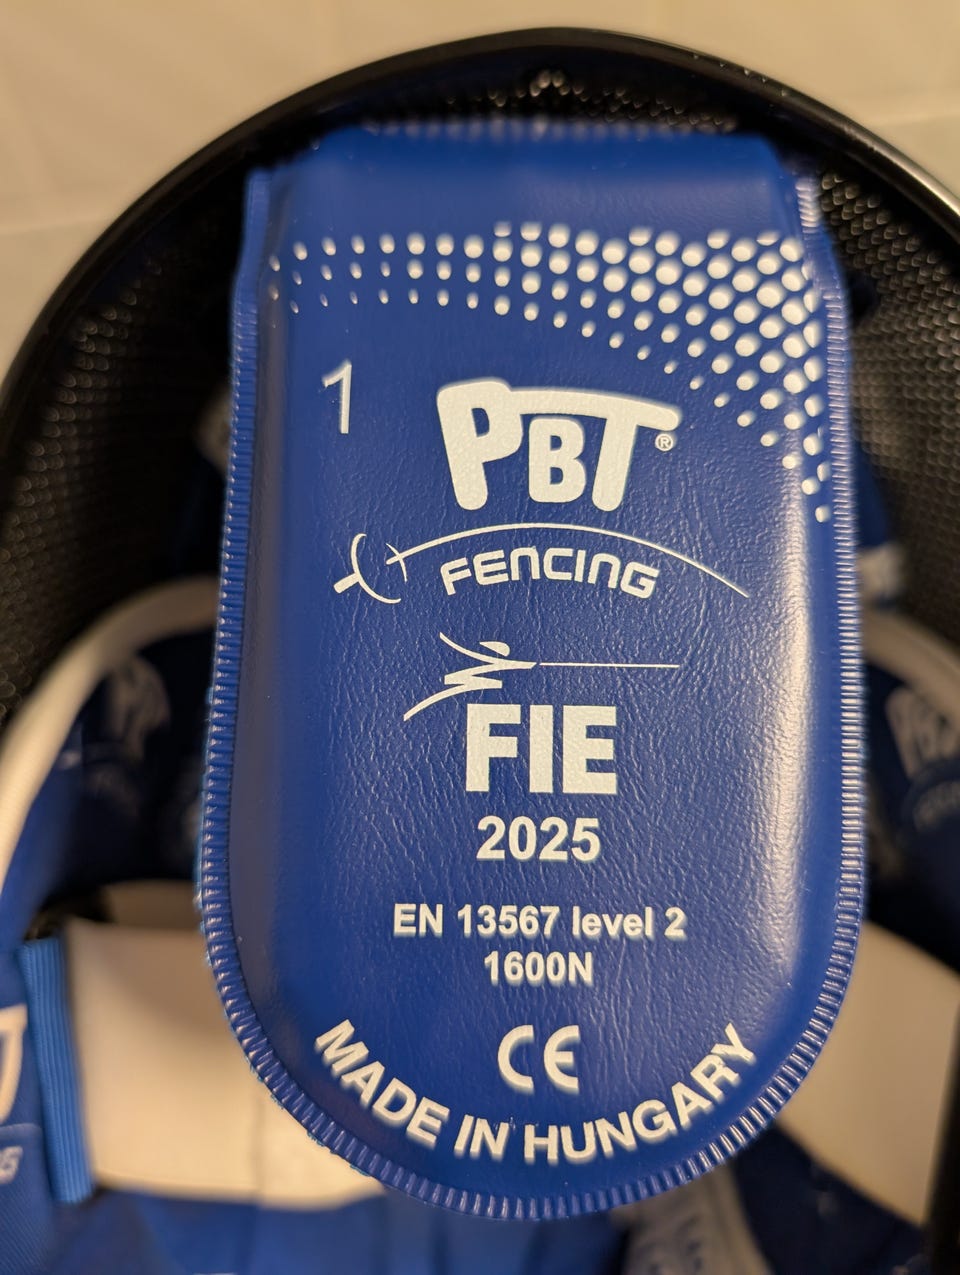 1
PBT®
FENCING
FIE
2025
EN 13567 level 2
1600N
CE
MADE IN HUNGARY